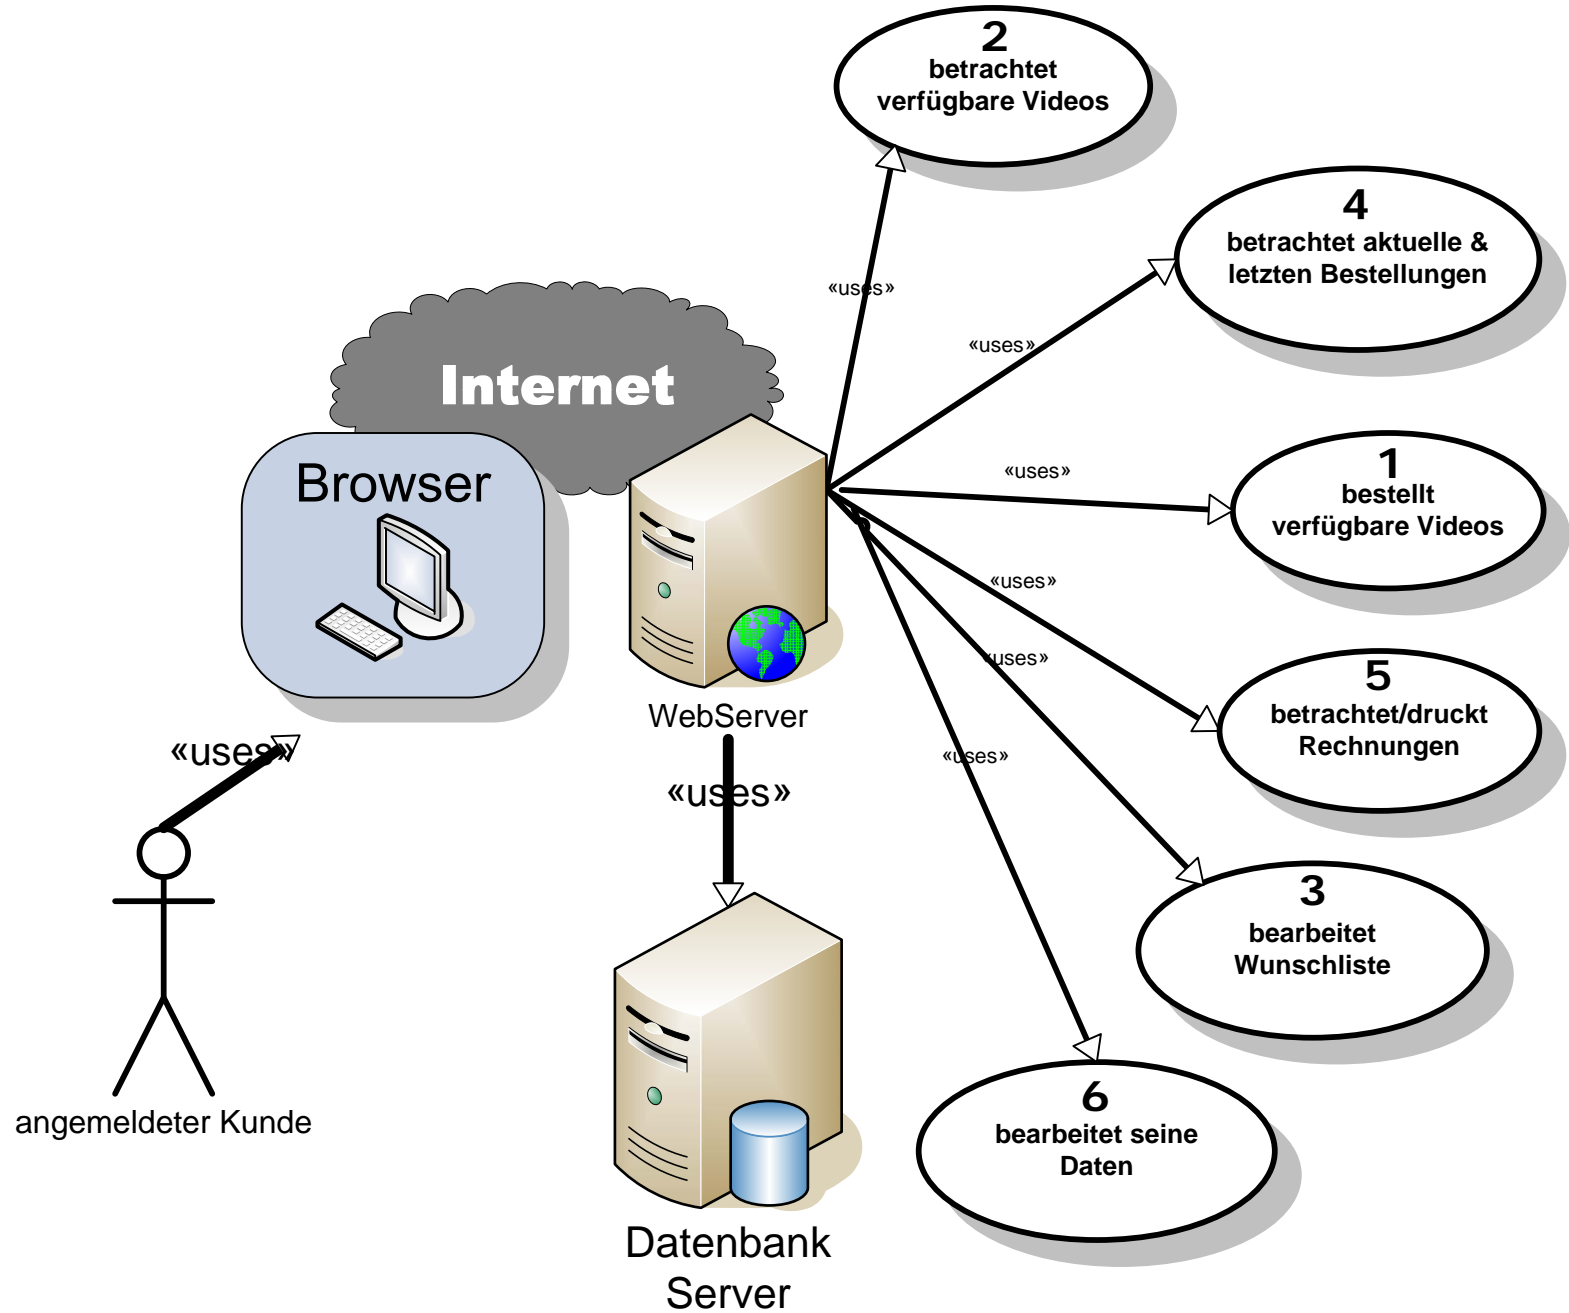 2
betrachtet
verfügbare Videos
4
betrachtet aktuelle &
letzten Bestellungen
«uses»
«uses»
Internet
Browser
1
bestellt
verfügbare Videos
«uses»
«uses»
«uses»
5
betrachtet/druckt
Rechnungen
WebServer
«uses»
«uses»
«uses»
3
bearbeitet
Wunschliste
angemeldeter Kunde
6
bearbeitet seine
Daten
Datenbank
Server